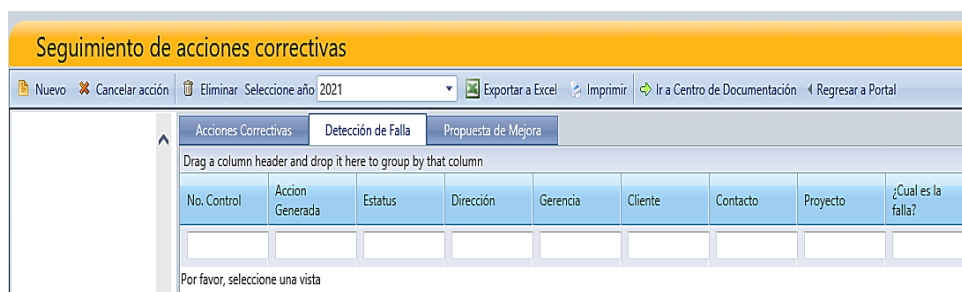 Seguimiento de acciones correctivas
Nuevo Cancelar acción Eliminar Seleccione año 2021 Exportar a Excel Imprimir Ir a Centro de Documentación Regresar a Portal
Acciones Correctivas Detección de Falla Propuesta de Mejora
Drag a column header and drop it here to group by that column
No. Control Accion Generada Estatus Dirección Gerencia Cliente Contacto Proyecto ¿Cual es la falla?
Por favor, seleccione una vista